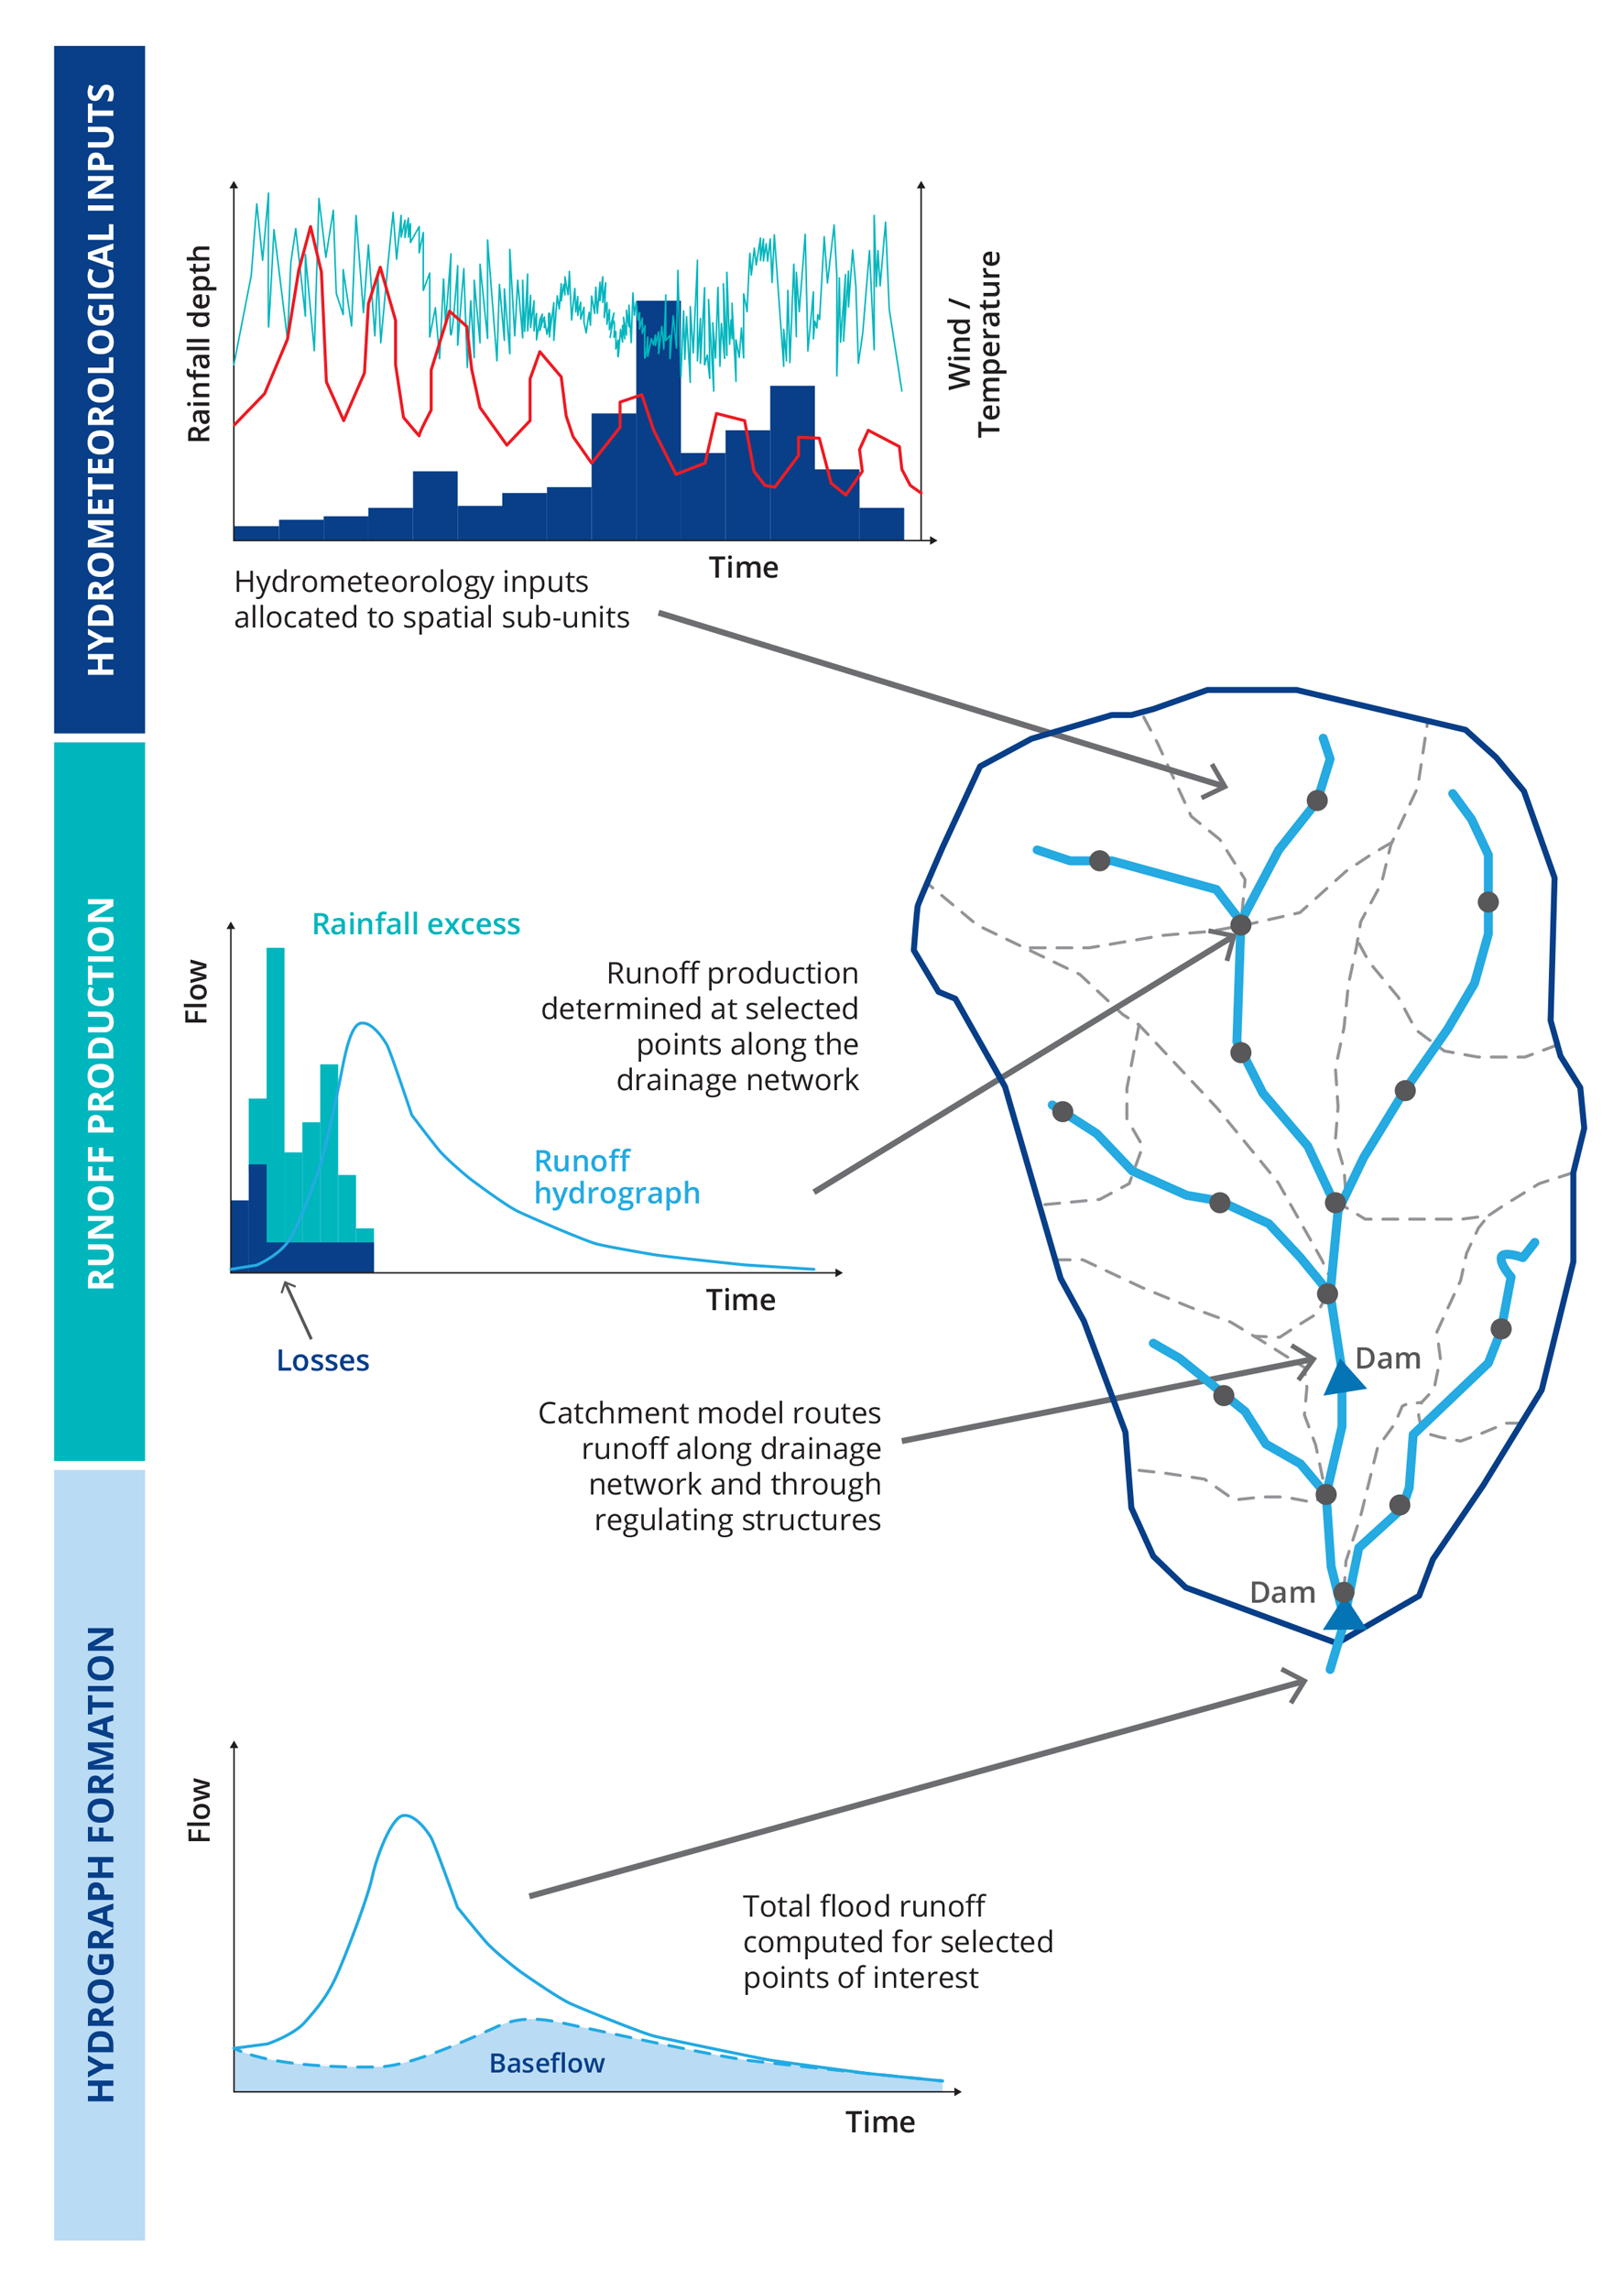 HYDROMETEOROLOGICAL INPUTS
Rainfall depth
Wind /
Temperature
Time
Hydrometeorology inputs
allocated to spatial sub-units
RUNOFF PRODUCTION
Rainfall excess
Flow
Runoff production
determined at selected
points along the
drainage network
Runoff
hydrograph
Time
Losses
Dam
Catchment model routes
runoff along drainage
network and through
regulating structures
Dam
HYDROGRAPH FORMATION
Flow
Total flood runoff
computed for selected
points of interest
Baseflow
Time